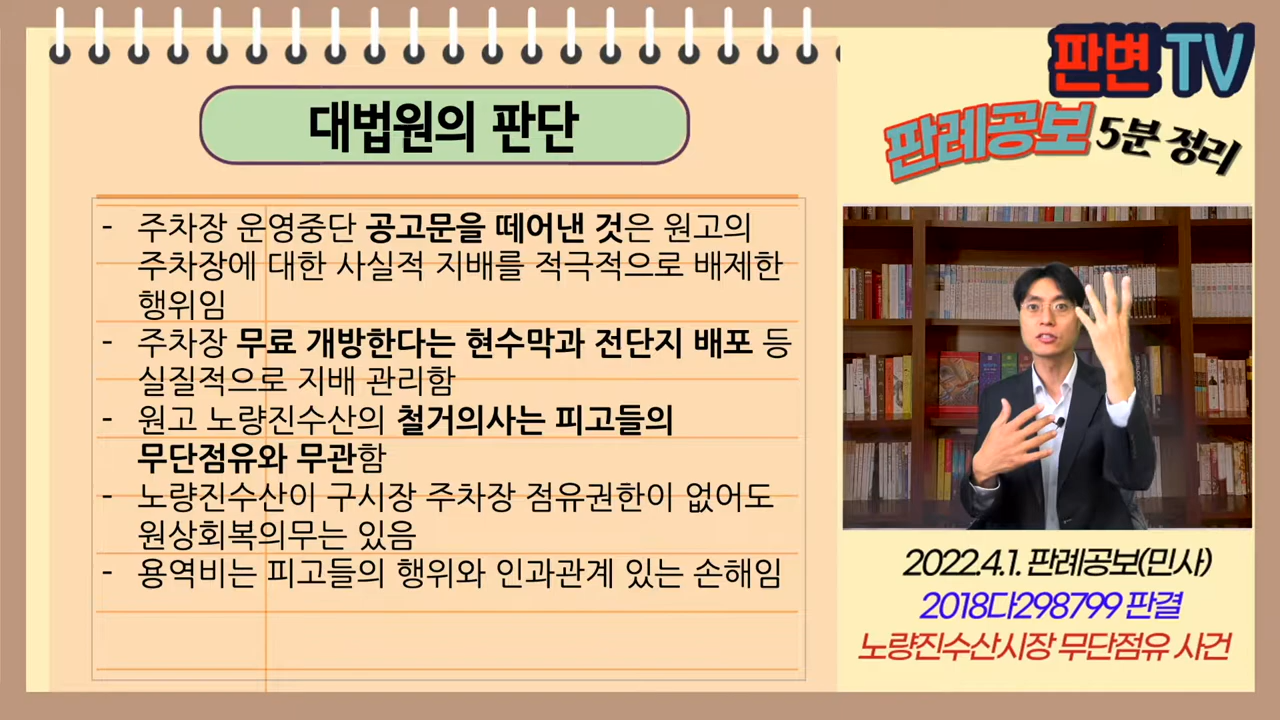 대법원의 판단
- 주차장 운영중단 공고문을 떼어낸 것은 원고의
주차장에 대한 사실적 지배를 적극적으로 배제한
행위임
- 주차장 무료 개방한다는 현수막과 전단지 배포 등
실질적으로 지배 관리함
- 원고 노량진수산의 철거의사는 피고들의
무단점유와 무관함
- 노량진수산이 구시장 주차장 점유권한이 없어도
원상회복의무는 있음
- 용역비는 피고들의 행위와 인과관계 있는 손해임
판변 TV
판례공보 5분 정리
2022.4.1. 판례공보(민사)
2018다298799 판결
노량진수산시장 무단점유 사건